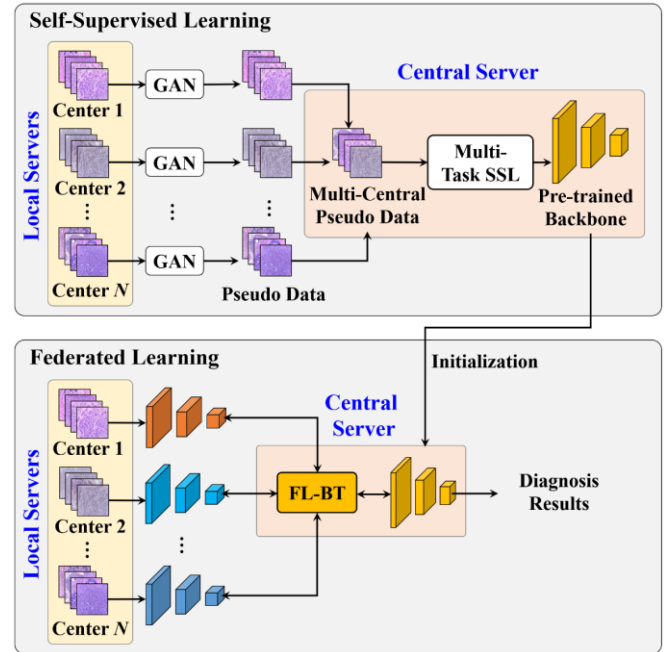 Self-Supervised Learning
Local Servers
Center 1
Center 2
Center N
GAN
GAN
GAN
Pseudo Data
Central Server
Multi-Central
Pseudo Data
Multi-
Task SSL
Pre-trained
Backbone
Initialization
Federated Learning
Local Servers
Center 1
Center 2
Center N
Central
Server
FL-BT
Diagnosis
Results